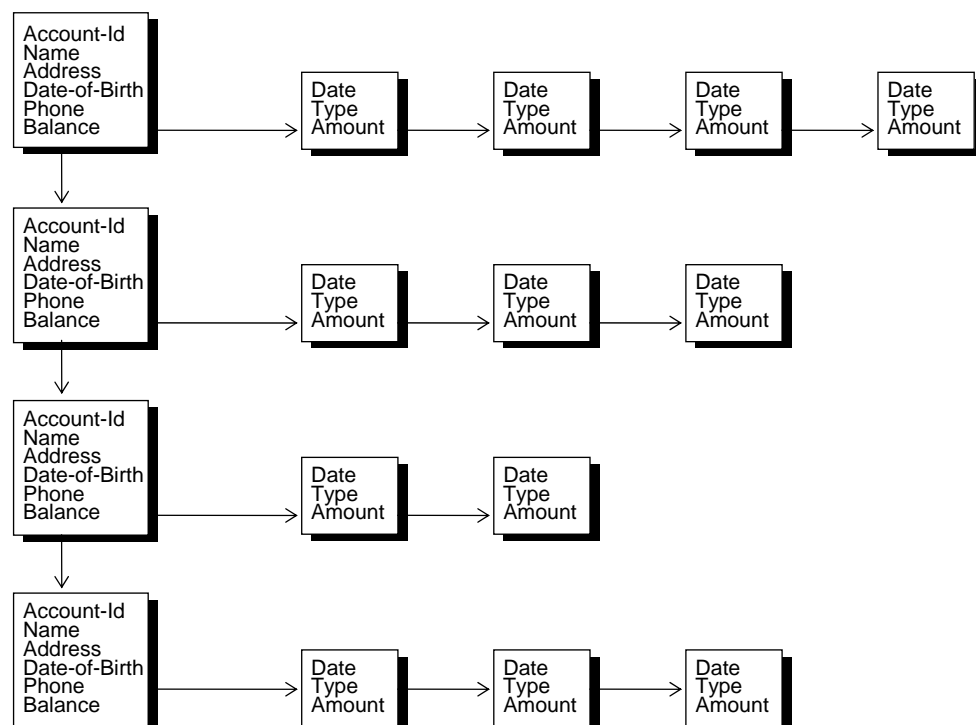 Account-Id
Name
Address
Date-of-Birth
Phone
Balance
Date
Type
Amount
Date
Type
Amount
Date
Type
Amount
Date
Type
Amount
Account-Id
Name
Address
Date-of-Birth
Phone
Balance
Date
Type
Amount
Date
Type
Amount
Date
Type
Amount
Account-Id
Name
Address
Date-of-Birth
Phone
Balance
Date
Type
Amount
Date
Type
Amount
Account-Id
Name
Address
Date-of-Birth
Phone
Balance
Date
Type
Amount
Date
Type
Amount
Date
Type
Amount